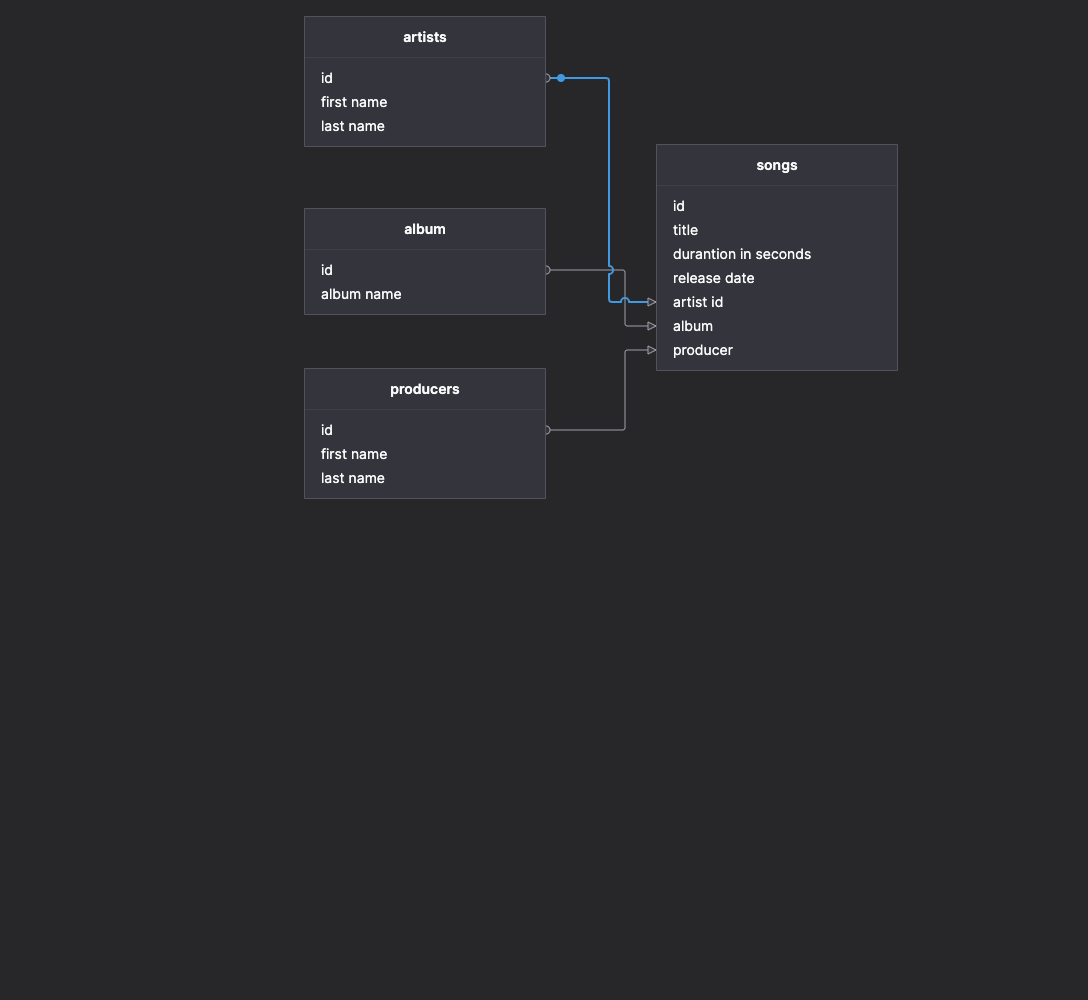 artists
id
first name
last name
album
id
album name
producers
id
first name
last name
songs
id
title
durantion in seconds
release date
artist id
album
producer